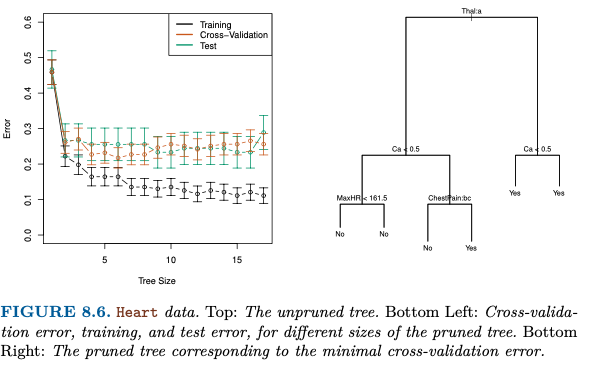 Training
Cross−Validation
Test
0.6
0.5
0.4
0.3
0.2
0.1
0.0
Error
5
10
15
Tree Size
Thal:a
Ca < 0.5
Ca < 0.5
MaxHR < 161.5
ChestPain:bc
Yes
Yes
No
No
No
Yes
FIGURE 8.6. Heart data. Top: The unpruned tree. Bottom Left: Cross-valida-
tion error, training, and test error, for different sizes of the pruned tree. Bottom
Right: The pruned tree corresponding to the minimal cross-validation error.